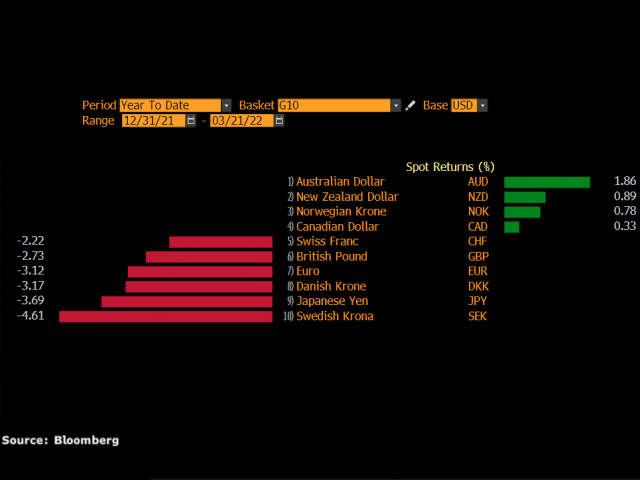 Period Year To Date Basket G10 Base USD
Range 12/31/21 - 03/21/22
Spot Returns (%)
1) Australian Dollar AUD 1.86
2) New Zealand Dollar NZD 0.89
3) Norwegian Krone NOK 0.78
4) Canadian Dollar CAD 0.33
-2.22 5) Swiss Franc CHF
-2.73 6) British Pound GBP
-3.12 7) Euro EUR
-3.17 8) Danish Krone DKK
-3.69 9) Japanese Yen JPY
-4.61 10) Swedish Krona SEK
Source: Bloomberg